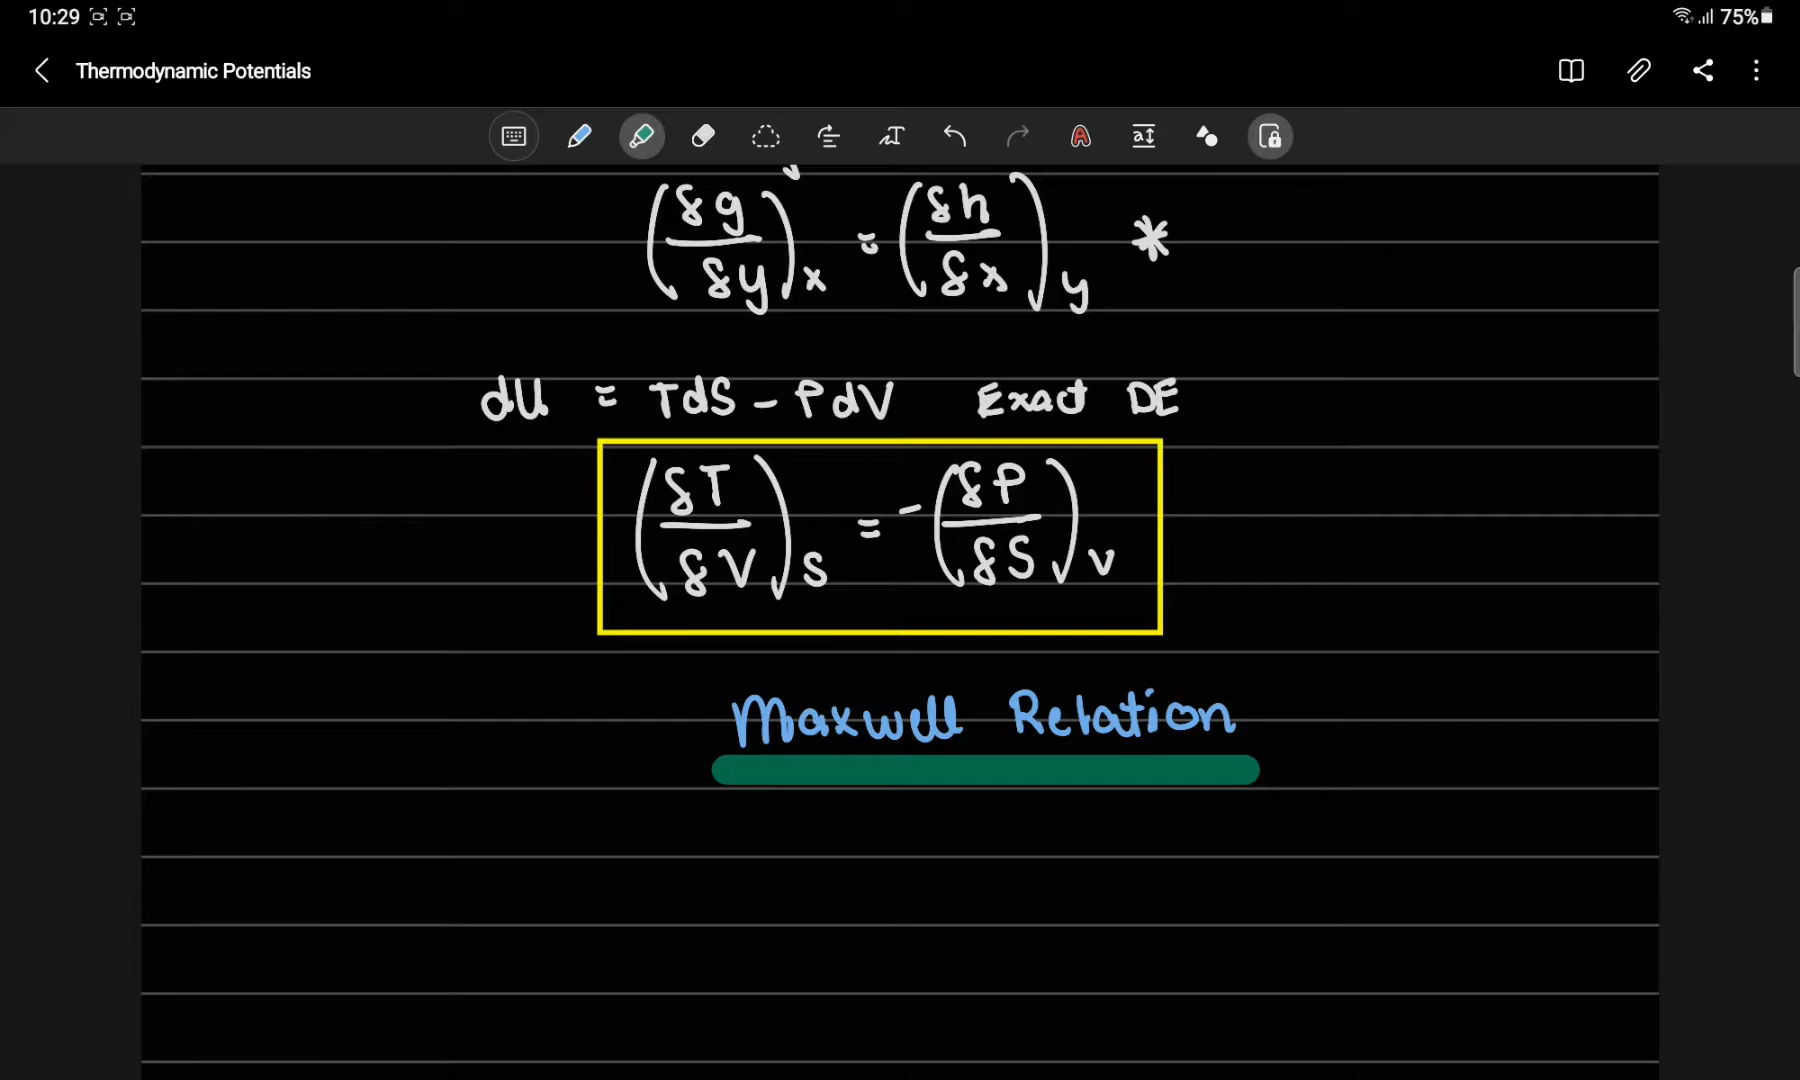 10:29 75%
Thermodynamic Potentials
(δg/δy)x = (δh/δx)y *
dU = TdS - PdV Exact DE
(δT/δV)S = -(δP/δS)V
Maxwell Relation